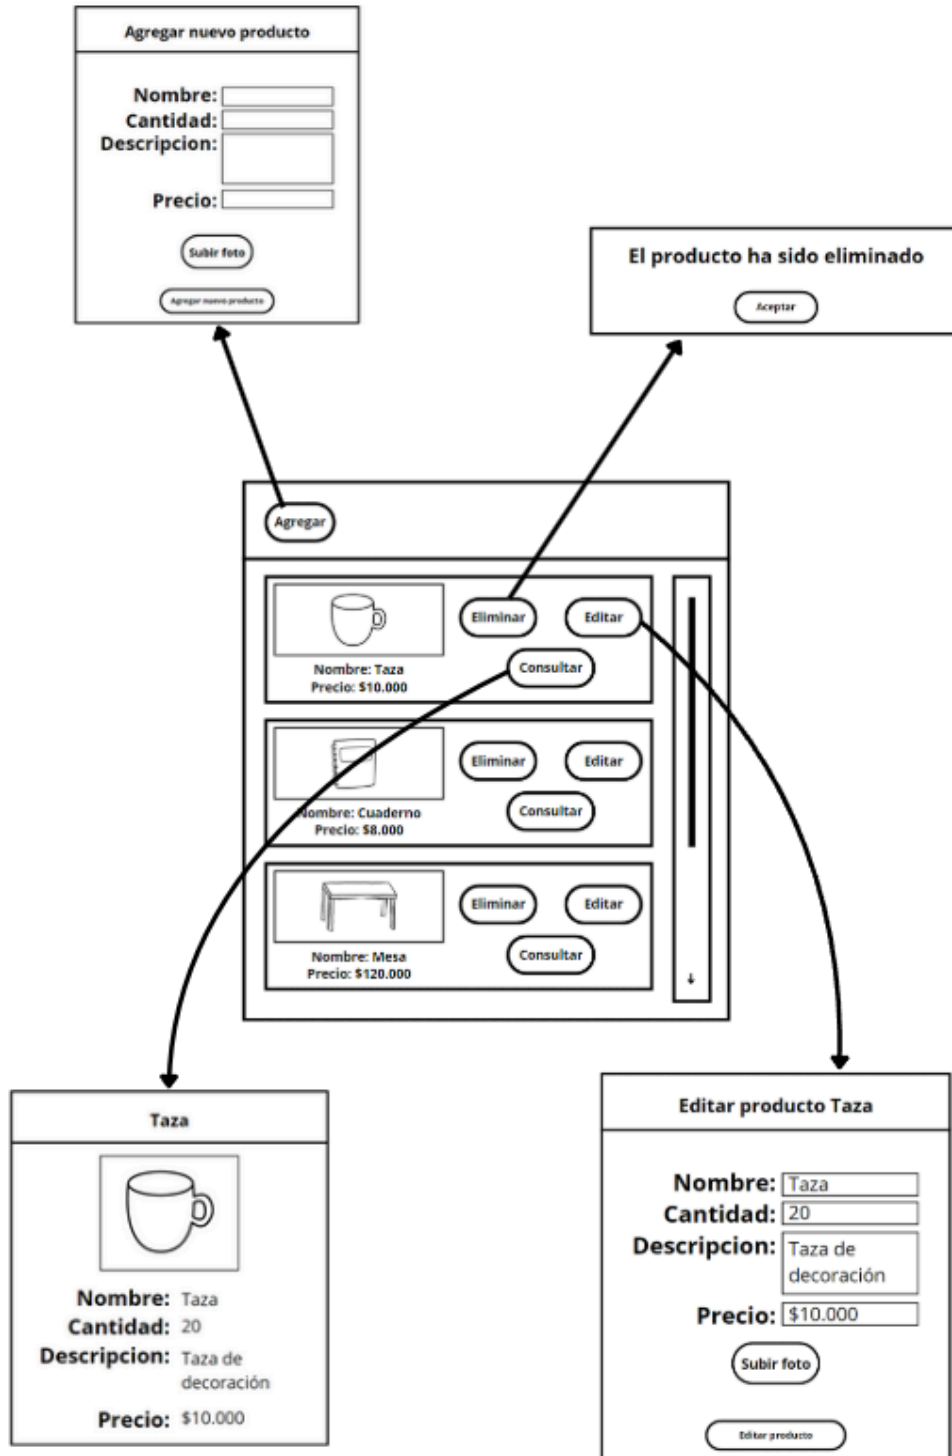 Agregar nuevo producto
Nombre:
Cantidad:
Descripcion:
Precio:
Subir foto
Agregar nuevo producto
El producto ha sido eliminado
Aceptar
Agregar
Eliminar Editar
Consultar
Nombre: Taza
Precio: $10.000
Eliminar Editar
Consultar
Nombre: Cuaderno
Precio: $8.000
Eliminar Editar
Consultar
Nombre: Mesa
Precio: $120.000
Taza
Nombre: Taza
Cantidad: 20
Descripcion: Taza de
decoración
Precio: $10.000
Editar producto Taza
Nombre: Taza
Cantidad: 20
Descripcion: Taza de
decoración
Precio: $10.000
Subir foto
Editar producto